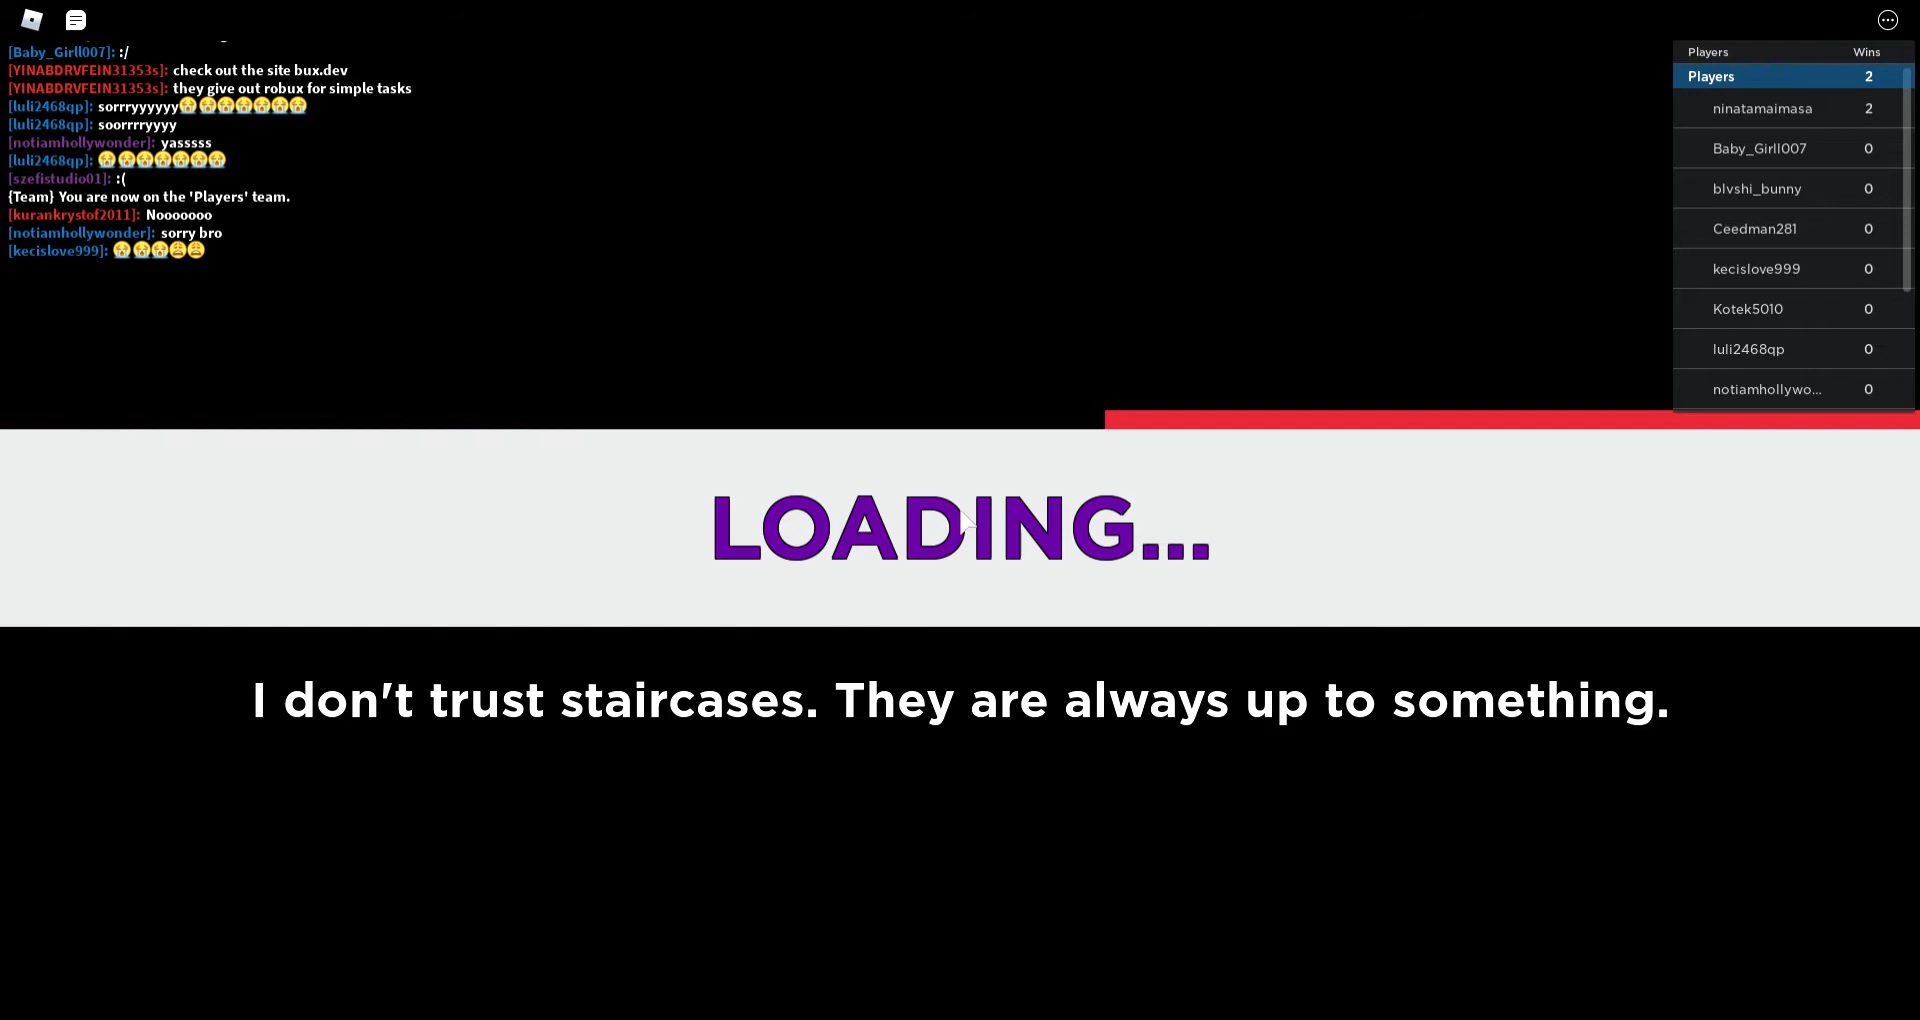 [Baby_Girll007]: :/
[YINABDRVFEIN31353s]: check out the site bux.dev
[YINABDRVFEIN31353s]: they give out robux for simple tasks
[luli2468qp]: sorrryyyyyy😭😭😭😭😭😭😭
[luli2468qp]: soorrrryyyy
[notiamhollywonder]: yasssss
[luli2468qp]: 😭😭😭😭😭😭😭
[szefistudio01]: :(
{Team} You are now on the 'Players' team.
[kurankrystof2011]: Nooooooo
[notiamhollywonder]: sorry bro
[kecislove999]: 😭😭😭😩😩
Players Wins
Players 2
ninatamaimasa 2
Baby_Girll007 0
blvshi_bunny 0
Ceedman281 0
kecislove999 0
Kotek5010 0
luli2468qp 0
notiamhollywo... 0
LOADING...
I don't trust staircases. They are always up to something.